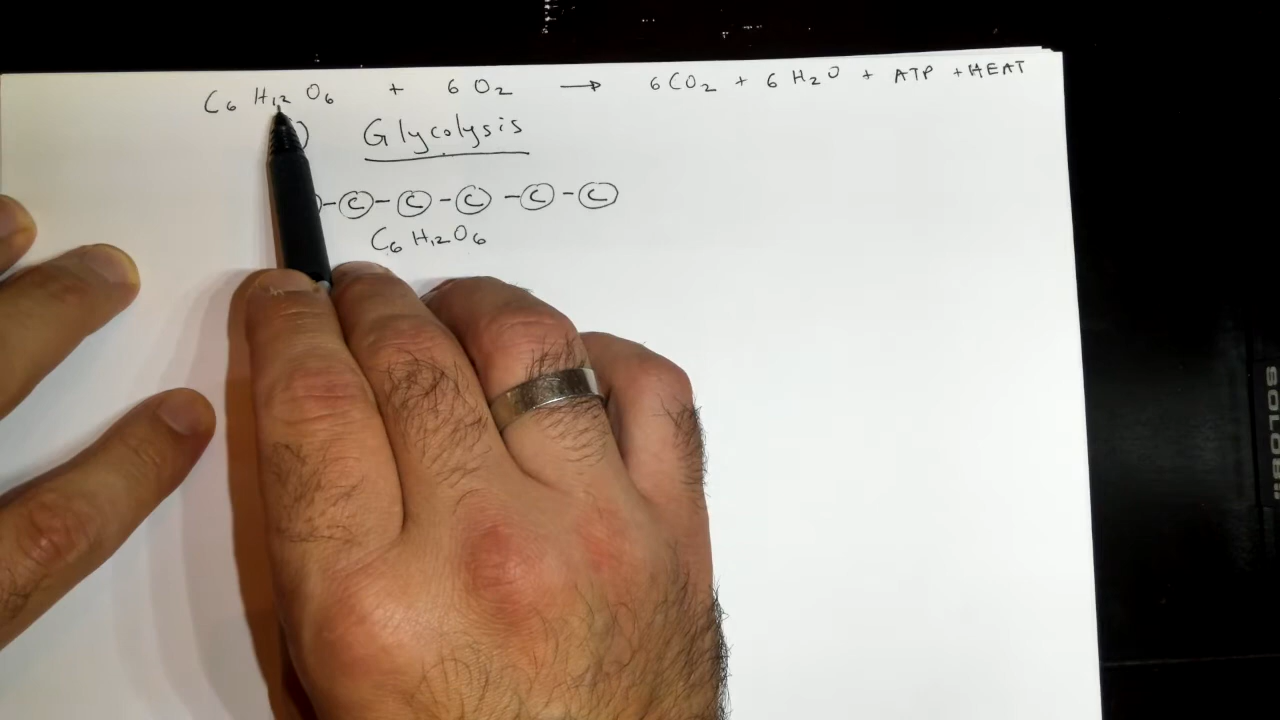 C6 H12 O6 + 6 O2 → 6 CO2 + 6 H2O + ATP + HEAT
Glycolysis
-C-C-C-C-C
C6 H12 O6